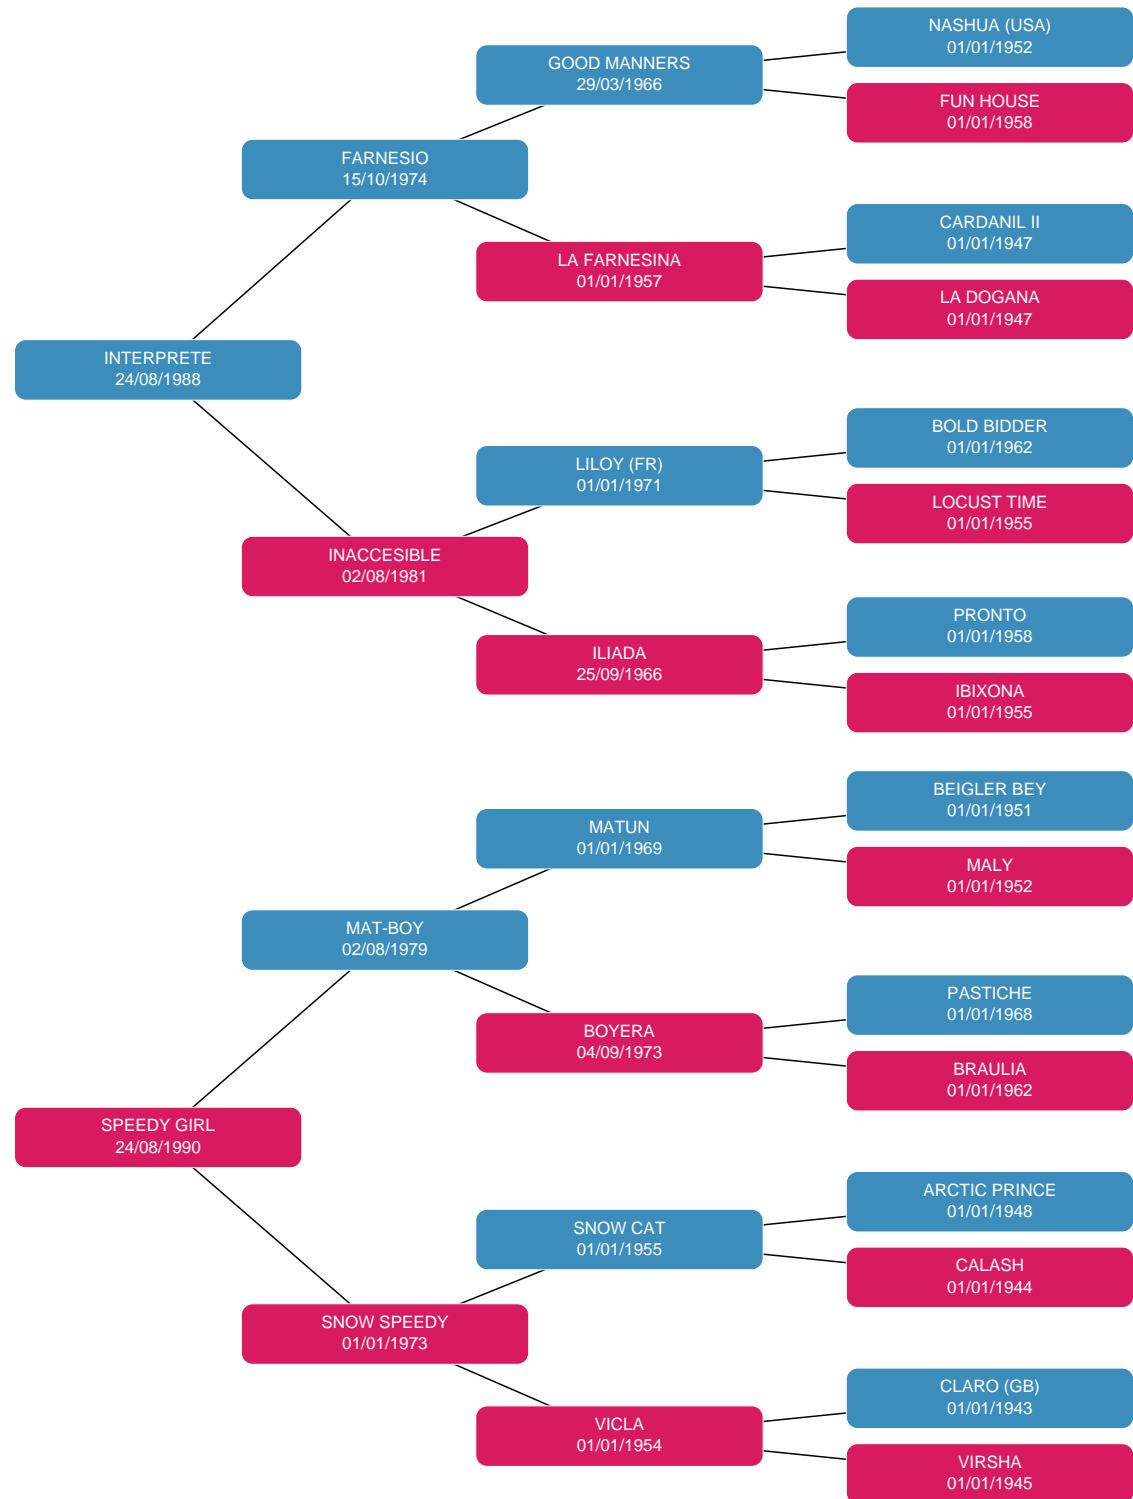 NASHUA (USA)
01/01/1952
GOOD MANNERS
29/03/1966
FUN HOUSE
01/01/1958
FARNESIO
15/10/1974
CARDANIL II
01/01/1947
LA FARNESINA
01/01/1957
LA DOGANA
01/01/1947
INTERPRETE
24/08/1988
BOLD BIDDER
01/01/1962
LILOY (FR)
01/01/1971
LOCUST TIME
01/01/1955
INACCESIBLE
02/08/1981
PRONTO
01/01/1958
ILIADA
25/09/1966
IBIXONA
01/01/1955
BEIGLER BEY
01/01/1951
MATUN
01/01/1969
MALY
01/01/1952
MAT-BOY
02/08/1979
PASTICHE
01/01/1968
BOYERA
04/09/1973
BRAULIA
01/01/1962
SPEEDY GIRL
24/08/1990
ARCTIC PRINCE
01/01/1948
SNOW CAT
01/01/1955
CALASH
01/01/1944
SNOW SPEEDY
01/01/1973
CLARO (GB)
01/01/1943
VICLA
01/01/1954
VIRSHA
01/01/1945